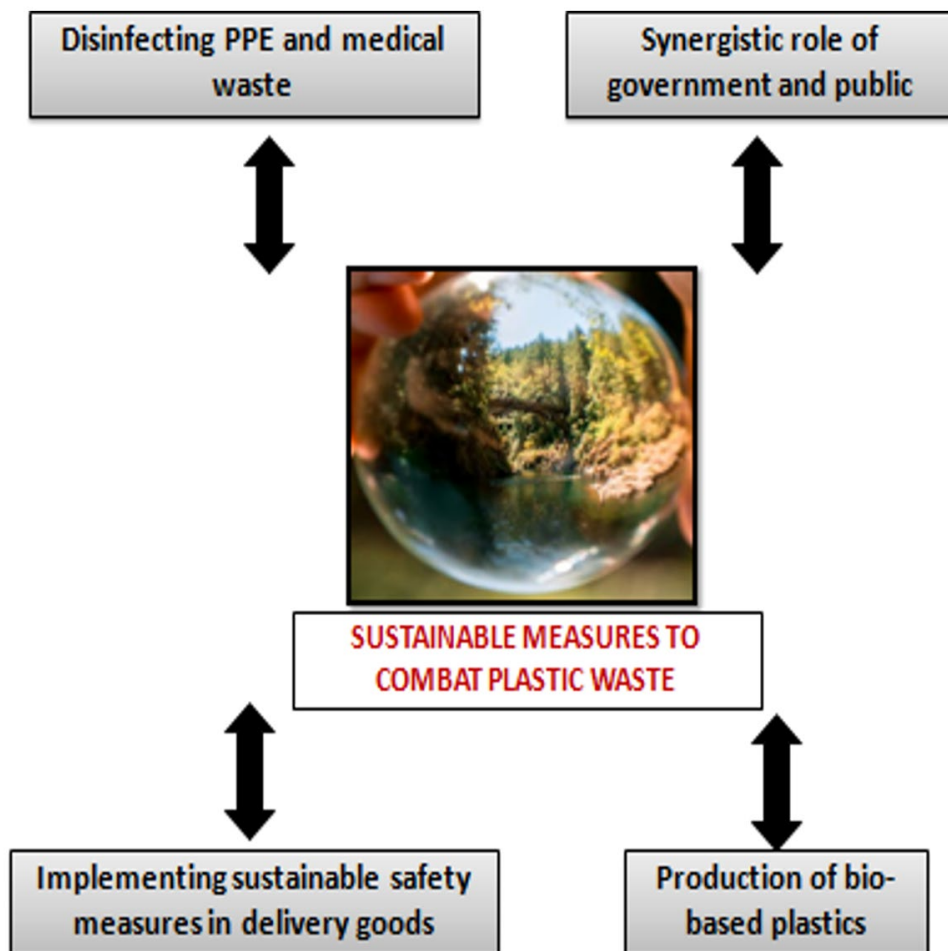 Disinfecting PPE and medical
waste
Synergistic role of
government and public
SUSTAINABLE MEASURES TO
COMBAT PLASTIC WASTE
Implementing sustainable safety
measures in delivery goods
Production of bio-
based plastics